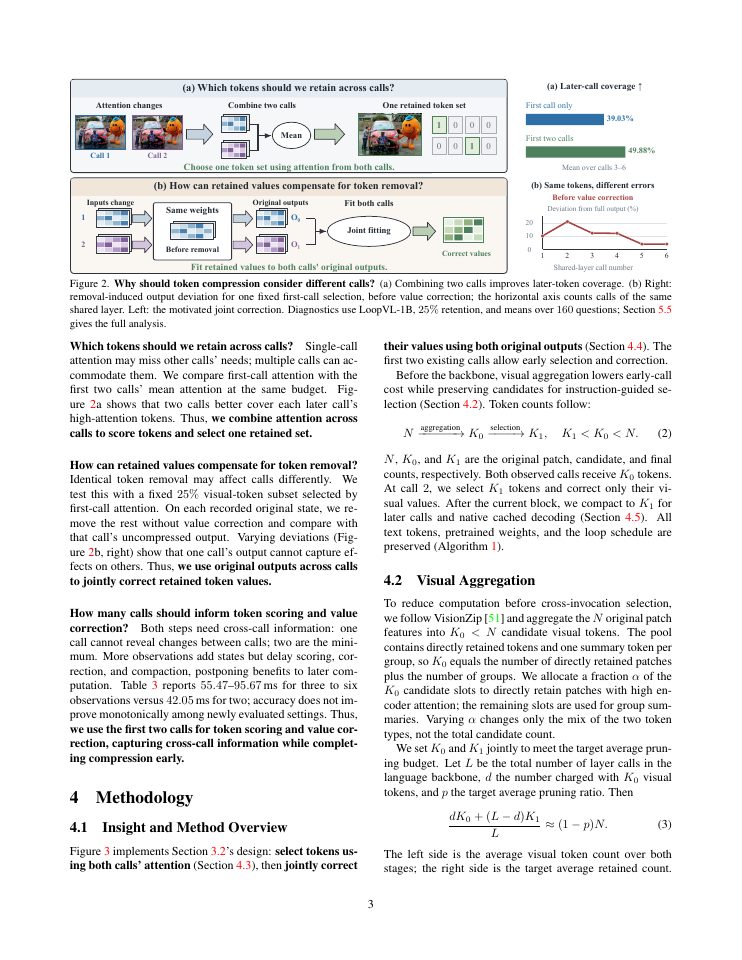 (a) Which tokens should we retain across calls?
Attention changes
Combine two calls
One retained token set
Call 1
Call 2
Mean
1 0 0 0
0 0 1 0
Choose one token set using attention from both calls.
(b) How can retained values compensate for token removal?
Inputs change
Same weights
Original outputs
Fit both calls
1
2
Before removal
O₀
O₁
Joint fitting
Correct values
Fit retained values to both calls' original outputs.
(a) Later-call coverage ↑
First call only
39.03%
First two calls
49.88%
Mean over calls 3–6
(b) Same tokens, different errors
Before value correction
Deviation from full output (%)
20
10
0
1 2 3 4 5 6
Shared-layer call number
Figure 2. Why should token compression consider different calls? (a) Combining two calls improves later-token coverage. (b) Right:
removal-induced output deviation for one fixed first-call selection, before value correction; the horizontal axis counts calls of the same
shared layer. Left: the motivated joint correction. Diagnostics use LoopVL-1B, 25% retention, and means over 160 questions; Section 5.5
gives the full analysis.
Which tokens should we retain across calls? Single-call
attention may miss other calls' needs; multiple calls can ac-
commodate them. We compare first-call attention with the
first two calls' mean attention at the same budget. Fig-
ure 2a shows that two calls better cover each later call's
high-attention tokens. Thus, we combine attention across
calls to score tokens and select one retained set.
How can retained values compensate for token removal?
Identical token removal may affect calls differently. We
test this with a fixed 25% visual-token subset selected by
first-call attention. On each recorded original state, we re-
move the rest without value correction and compare with
that call's uncompressed output. Varying deviations (Fig-
ure 2b, right) show that one call's output cannot capture ef-
fects on others. Thus, we use original outputs across calls
to jointly correct retained token values.
How many calls should inform token scoring and value
correction? Both steps need cross-call information: one
call cannot reveal changes between calls; two are the mini-
mum. More observations add states but delay scoring, cor-
rection, and compaction, postponing benefits to later com-
putation. Table 3 reports 55.47–95.67 ms for three to six
observations versus 42.05 ms for two; accuracy does not im-
prove monotonically among newly evaluated settings. Thus,
we use the first two calls for token scoring and value cor-
rection, capturing cross-call information while complet-
ing compression early.
4 Methodology
4.1 Insight and Method Overview
Figure 3 implements Section 3.2's design: select tokens us-
ing both calls' attention (Section 4.3), then jointly correct
their values using both original outputs (Section 4.4). The
first two existing calls allow early selection and correction.
Before the backbone, visual aggregation lowers early-call
cost while preserving candidates for instruction-guided se-
lection (Section 4.2). Token counts follow:
N —aggregation→ K₀ —selection→ K₁, K₁ < K₀ < N. (2)
N, K₀, and K₁ are the original patch, candidate, and final
counts, respectively. Both observed calls receive K₀ tokens.
At call 2, we select K₁ tokens and correct only their vi-
sual values. After the current block, we compact to K₁ for
later calls and native cached decoding (Section 4.5). All
text tokens, pretrained weights, and the loop schedule are
preserved (Algorithm 1).
4.2 Visual Aggregation
To reduce computation before cross-invocation selection,
we follow VisionZip [51] and aggregate the N original patch
features into K₀ < N candidate visual tokens. The pool
contains directly retained tokens and one summary token per
group, so K₀ equals the number of directly retained patches
plus the number of groups. We allocate a fraction α of the
K₀ candidate slots to directly retain patches with high en-
coder attention; the remaining slots are used for group sum-
maries. Varying α changes only the mix of the two token
types, not the total candidate count.
We set K₀ and K₁ jointly to meet the target average prun-
ing budget. Let L be the total number of layer calls in the
language backbone, d the number charged with K₀ visual
tokens, and p the target average pruning ratio. Then
(dK₀ + (L − d)K₁) / L ≈ (1 − p)N. (3)
The left side is the average visual token count over both
stages; the right side is the target average retained count.
3